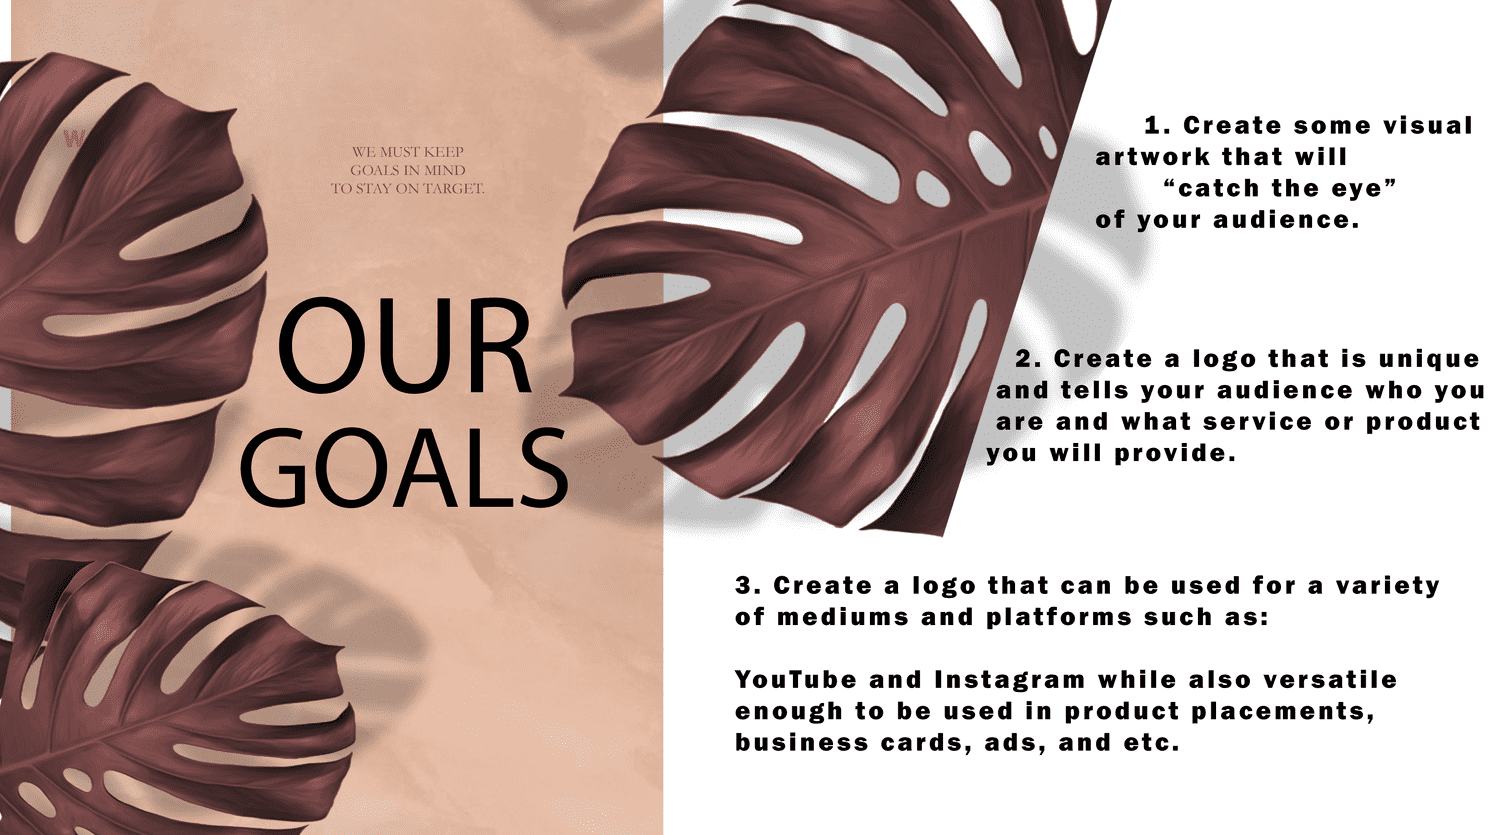 W
WE MUST KEEP
GOALS IN MIND
TO STAY ON TARGET.
OUR
GOALS
1. Create some visual
artwork that will
“catch the eye”
of your audience.
2. Create a logo that is unique
and tells your audience who you
are and what service or product
you will provide.
3. Create a logo that can be used for a variety
of mediums and platforms such as:
YouTube and Instagram while also versatile
enough to be used in product placements,
business cards, ads, and etc.